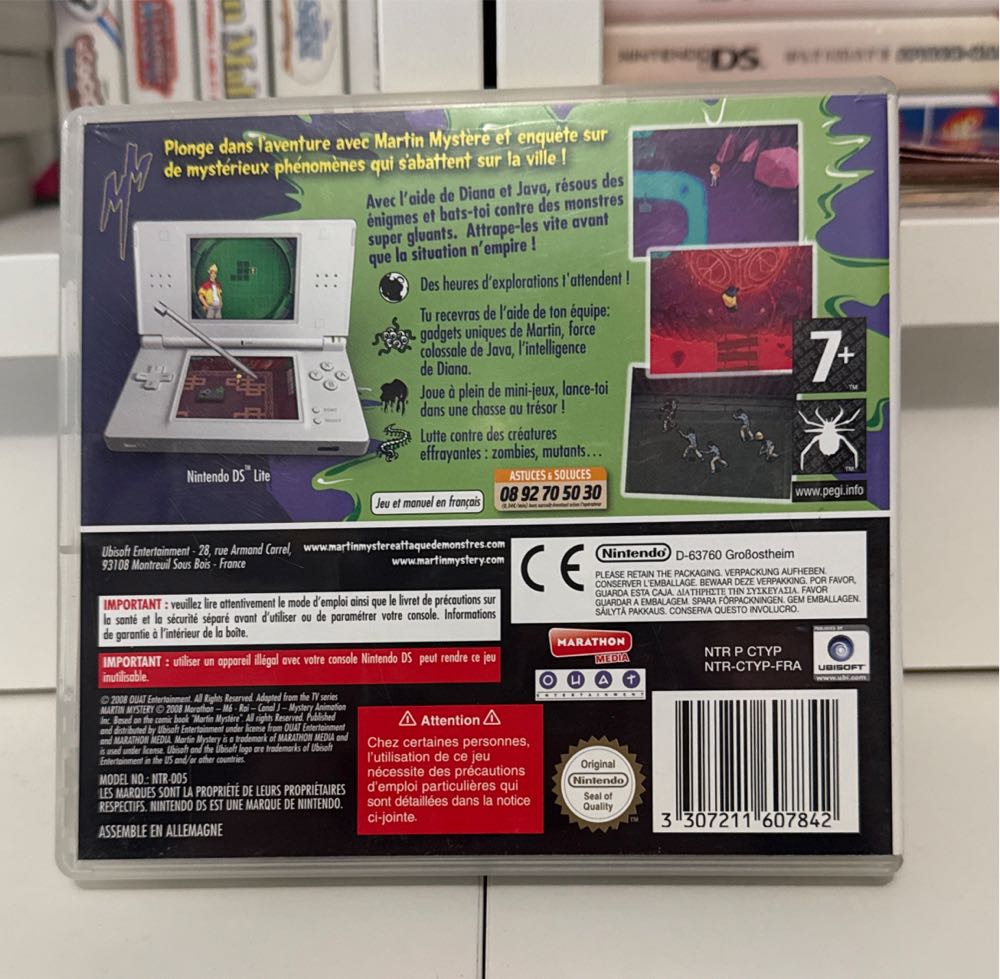 NINTENDO DS ULTIMATE
MM
Plonge dans l'aventure avec Martin Mystère et enquête sur
de mystérieux phénomènes qui s'abattent sur la ville !
Avec l'aide de Diana et Java, résous des
énigmes et bats-toi contre des monstres
super gluants. Attrape-les vite avant
que la situation n'empire !
Des heures d'explorations t'attendent !
Tu recevras de l'aide de ton équipe:
gadgets uniques de Martin, force
colossale de Java, l'intelligence
de Diana.
Joue à plein de mini-jeux, lance-toi
dans une chasse au trésor !
Lutte contre des créatures
effrayantes : zombies, mutants...
Nintendo DS™ Lite
Jeu et manuel en français
ASTUCES & SOLUCES
08 92 70 50 30
7+
TM
TM
www.pegi.info
Ubisoft Entertainment - 28, rue Armand Carrel,
93108 Montreuil Sous Bois - France
www.martinmystereattaquedemonstres.com
www.martinmystery.com
CE
Nintendo D-63760 Großostheim
PLEASE RETAIN THE PACKAGING. VERPACKUNG AUFHEBEN.
CONSERVER L'EMBALLAGE. BEWAAR DEZE VERPAKKING. POR FAVOR,
GUARDA ESTA CAJA. ΔΙΑΤΗΡΗΣΤΕ ΤΗΝ ΣΥΣΚΕΥΑΣΙΑ. FAVOR
GUARDAR A EMBALAGEM. SPARA FÖRPACKNINGEN. GEM EMBALLAGEN.
SÄILYTÄ PAKKAUS. CONSERVA QUESTO INVOLUCRO.
IMPORTANT : veuillez lire attentivement le mode d'emploi ainsi que le livret de précautions sur
la santé et la sécurité séparé avant d'utiliser ou de paramétrer votre console. Informations
de garantie à l'intérieur de la boîte.
IMPORTANT : utiliser un appareil illégal avec votre console Nintendo DS peut rendre ce jeu
inutilisable.
MARATHON
MEDIA
OUAT
ENTERTAINMENT
NTR P CTYP
NTR-CTYP-FRA
PUBLISHED BY
UBISOFT
www.ubi.com
© 2008 OUAT Entertainment. All Rights Reserved. Adapted from the TV series
MARTIN MYSTERY © 2008 Marathon – M6 - Rai – Canal J – Mystery Animation
Inc. Based on the comic book "Martin Mystère". All rights Reserved. Published
and distributed by Ubisoft Entertainment under license from OUAT Entertainment
and MARATHON MEDIA. Martin Mystery is a trademark of MARATHON MEDIA and
is used under license. Ubisoft and the Ubisoft logo are trademarks of Ubisoft
Entertainment in the US and/or other countries.
MODEL NO.: NTR-005
LES MARQUES SONT LA PROPRIÉTÉ DE LEURS PROPRIÉTAIRES
RESPECTIFS. NINTENDO DS EST UNE MARQUE DE NINTENDO.
ASSEMBLE EN ALLEMAGNE
Attention
Chez certaines personnes,
l'utilisation de ce jeu
nécessite des précautions
d'emploi particulières qui
sont détaillées dans la notice
ci-jointe.
Original
Nintendo
Seal of
Quality
TM
3 307211 607842